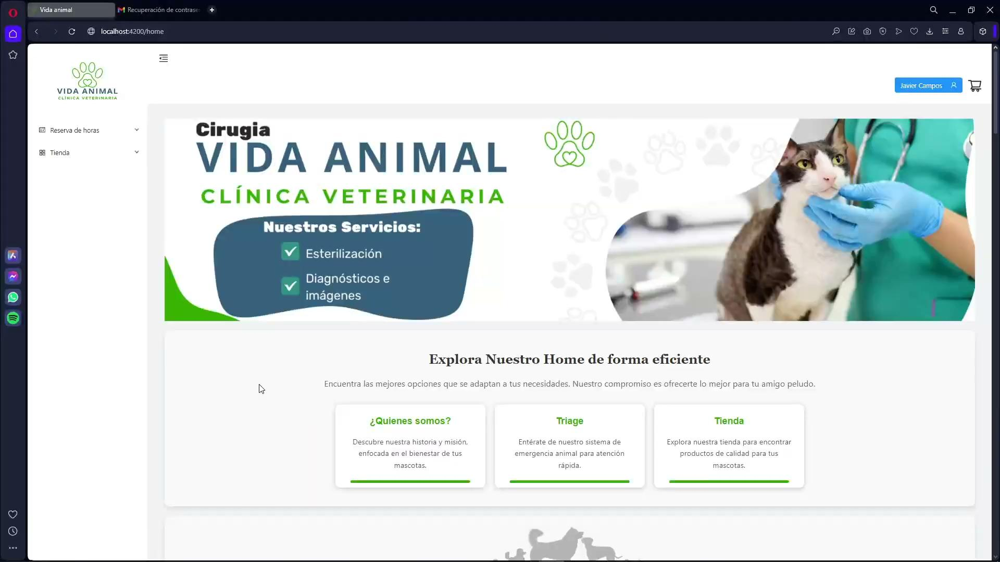 Vida animal
Recuperación de contrase
localhost:4200/home
VIDA ANIMAL
CLÍNICA VETERINARIA
Javier Campos
Reserva de horas
Tienda
Cirugia
VIDA ANIMAL
CLÍNICA VETERINARIA
Nuestros Servicios:
Esterilización
Diagnósticos e
imágenes
Explora Nuestro Home de forma eficiente
Encuentra las mejores opciones que se adaptan a tus necesidades. Nuestro compromiso es ofrecerte lo mejor para tu amigo peludo.
¿Quienes somos?
Descubre nuestra historia y misión,
enfocada en el bienestar de tus
mascotas.
Triage
Entérate de nuestro sistema de
emergencia animal para atención
rápida.
Tienda
Explora nuestra tienda para encontrar
productos de calidad para tus
mascotas.